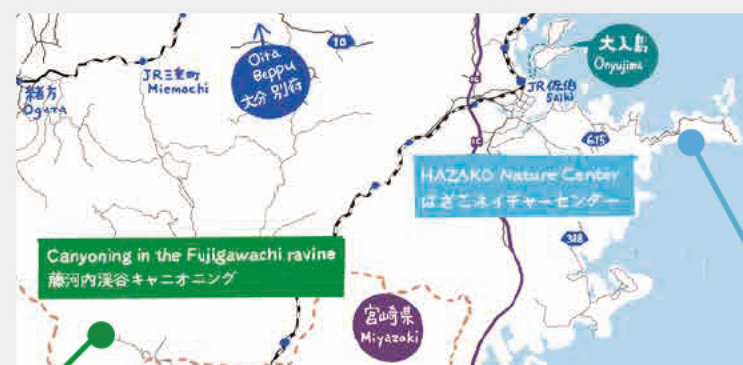 10
Oita
Beppu
大分 別府
JR三重町
Miemachi
緒方
Ogata
大入島
Onyujima
JR佐伯
Saiki
615
HAZAKO Nature Center
はざこネイチャーセンター
388
Canyoning in the Fujigawachi ravine
藤河内渓谷キャニオニング
宮崎県
Miyazaki